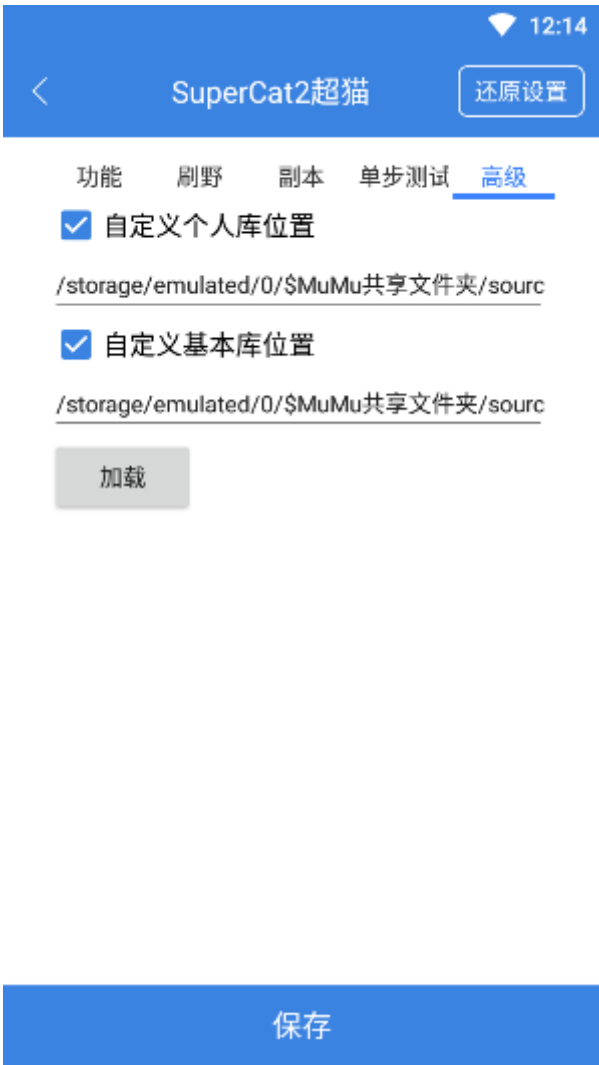 12:14
SuperCat2超猫
还原设置
功能 刷野 副本 单步测试 高级
自定义个人库位置
/storage/emulated/0/$MuMu共享文件夹/sourc
自定义基本库位置
/storage/emulated/0/$MuMu共享文件夹/sourc
加载
保存